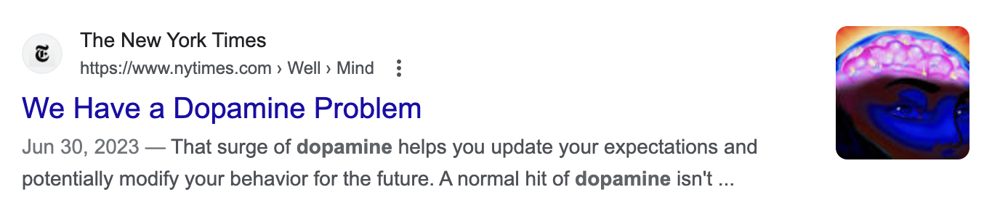 The New York Times
https://www.nytimes.com › Well › Mind
We Have a Dopamine Problem
Jun 30, 2023 — That surge of dopamine helps you update your expectations and
potentially modify your behavior for the future. A normal hit of dopamine isn't ...